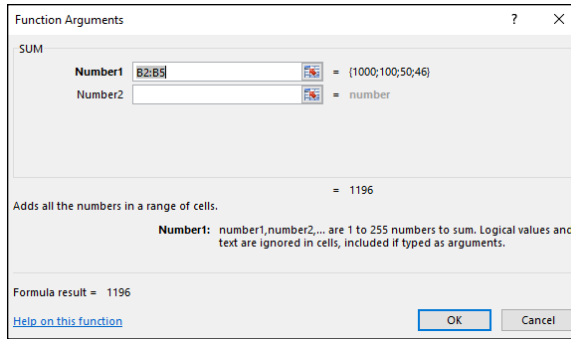 Function Arguments ? ×
SUM
Number1 B2:B5 = {1000;100;50;46}
Number2 = number
= 1196
Adds all the numbers in a range of cells.
Number1: number1,number2,... are 1 to 255 numbers to sum. Logical values and
text are ignored in cells, included if typed as arguments.
Formula result = 1196
Help on this function OK Cancel